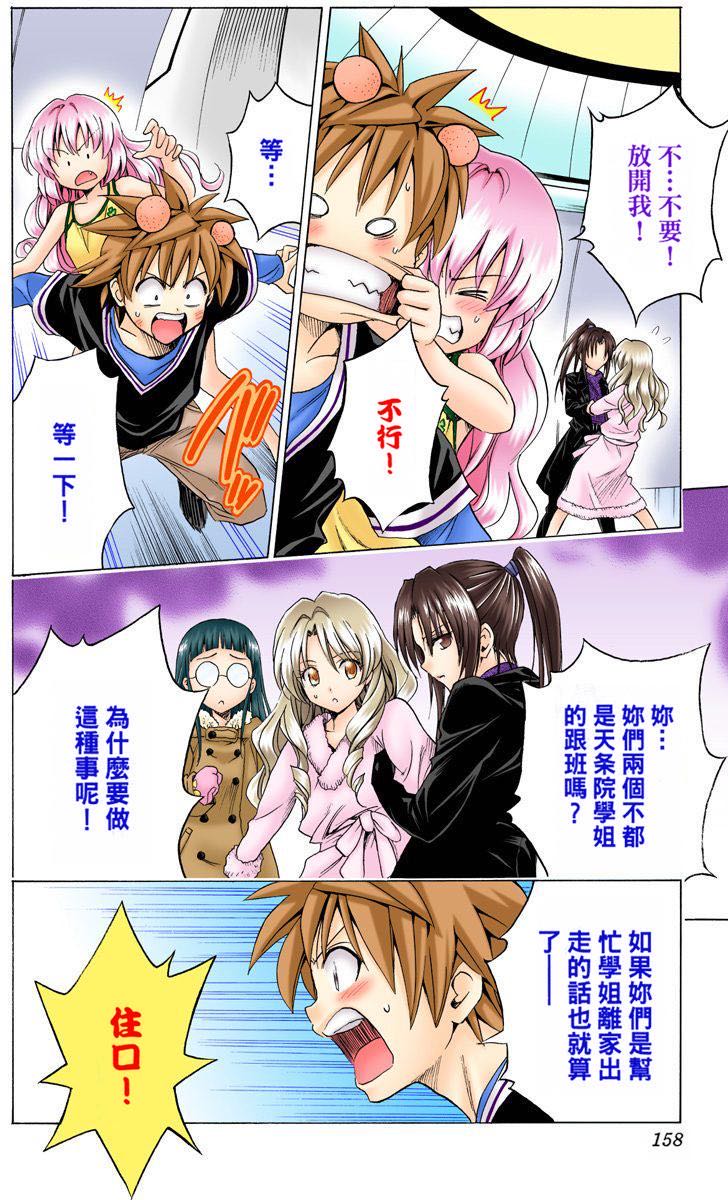 不…不要！
放開我！
不行！
等…
等一下！
妳…
妳們兩個不都
是天条院學姐
的跟班嗎？
為什麼要做
這種事呢！
如果妳們是幫
忙學姐離家出
走的話也就算
了──
住口！
158